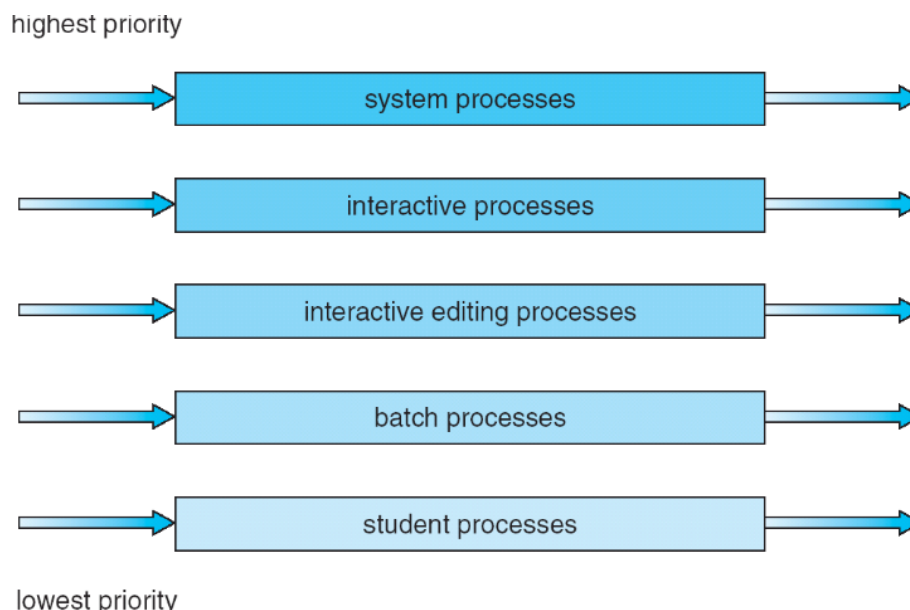 highest priority
system processes
interactive processes
interactive editing processes
batch processes
student processes
lowest priority